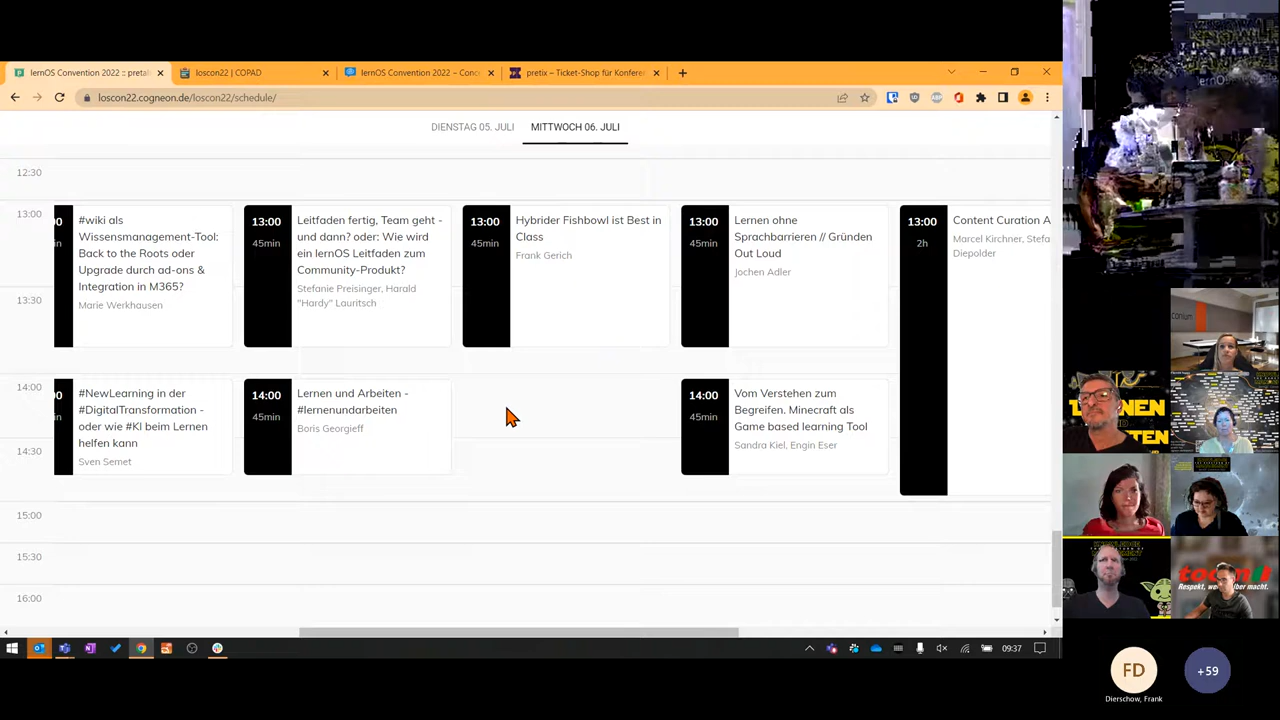 lernOS Convention 2022 :: pretal
loscon22 | COPAD
lernOS Convention 2022 – Conc
pretix – Ticket-Shop für Konfere
loscon22.cogneon.de/loscon22/schedule/
DIENSTAG 05. JULI
MITTWOCH 06. JULI
12:30
13:00
13:30
14:00
14:30
15:00
15:30
16:00
#wiki als
Wissensmanagement-Tool:
Back to the Roots oder
Upgrade durch ad-ons &
Integration in M365?
Marie Werkhausen
13:00
45min
Leitfaden fertig, Team geht -
und dann? oder: Wie wird
ein lernOS Leitfaden zum
Community-Produkt?
Stefanie Preisinger, Harald
"Hardy" Lauritsch
13:00
45min
Hybrider Fishbowl ist Best in
Class
Frank Gerich
13:00
45min
Lernen ohne
Sprachbarrieren // Gründen
Out Loud
Jochen Adler
13:00
2h
Content Curation A
Marcel Kirchner, Stefa
Diepolder
#NewLearning in der
#DigitalTransformation -
oder wie #KI beim Lernen
helfen kann
Sven Semet
14:00
45min
Lernen und Arbeiten -
#lernenundarbeiten
Boris Georgieff
14:00
45min
Vom Verstehen zum
Begreifen. Minecraft als
Game based learning Tool
Sandra Kiel, Engin Eser
09:37
FD
Dierschow, Frank
+59